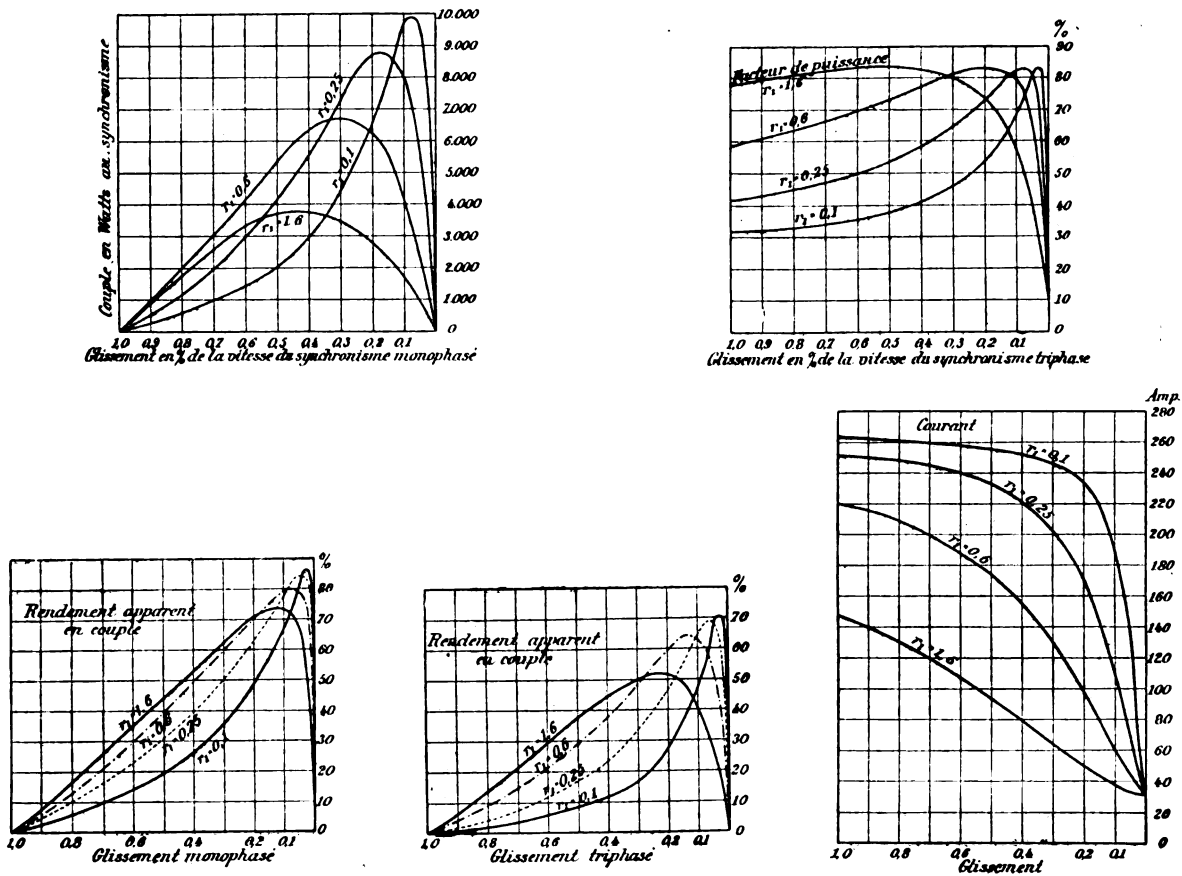 Couple en Watts au synchronisme
10.000
9.000
8.000
7.000
6.000
5.000
4.000
3.000
2.000
1.000
0
r₁=0,6
r₁=0,25
r₁=0,1
r₁=1.6
1.0 0,9 0,8 0,7 0,6 0,5 0,4 0,3 0,2 0,1
Glissement en % de la vitesse du synchronisme monophasé
%
90
80
70
60
50
40
30
20
10
0
Facteur de puissance
r₁=1,6
r₁=0,6
r₁=0,25
r₁=0,1
1.0 0,9 0,8 0,7 0,6 0,5 0,4 0,3 0,2 0,1
Glissement en % de la vitesse du synchronisme triphase
%
80
70
60
50
40
30
20
10
0
Rendement apparent
en couple
r₁=1.6
r₁=0,6
r₁=0,25
r₁=0,1
1,0 0,8 0,6 0,4 0,2 0,1
Glissement monophasé
%
70
60
50
40
30
20
10
0
Rendement apparent
en couple
r₁=1,6
r₁=0,6
r₁=0,25
r₁=0,1
1,0 0,8 0,6 0,4 0,2 0,1
Glissement triphasé
Amp.
280
260
240
220
200
180
160
140
120
100
80
60
40
20
0
Courant
r₁=0,1
r₁=0,25
r₁=0,6
r₁=1,6
1.0 0,8 0,6 0,4 0,2 0,1
Glissement